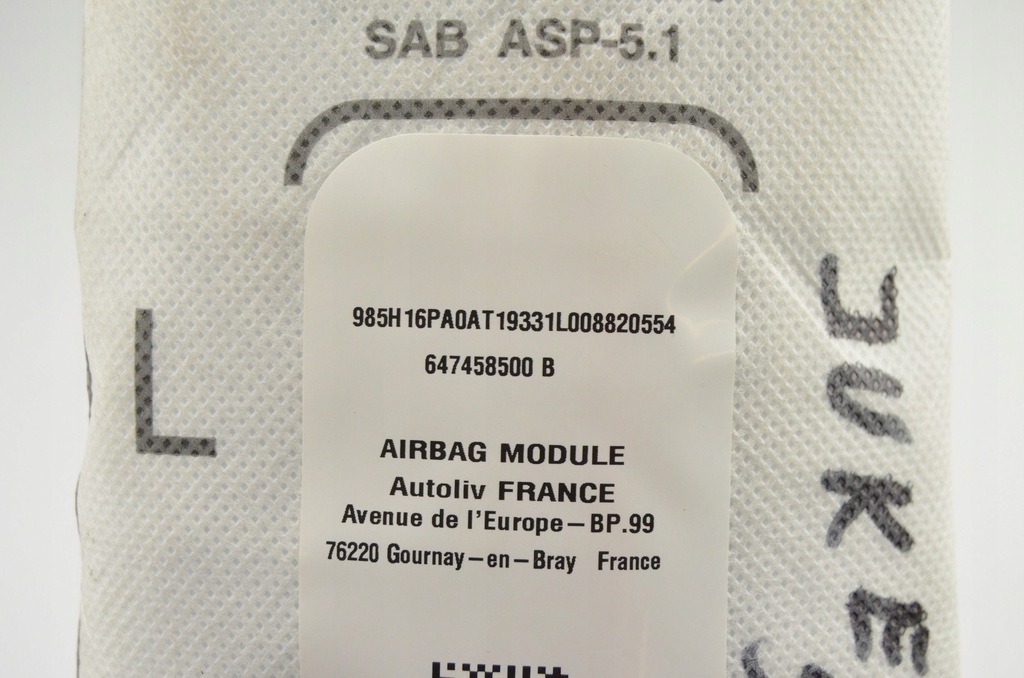 SAB ASP-5.1
985H16PA0AT19331L008820554
647458500 B
L
AIRBAG MODULE
Autoliv FRANCE
Avenue de l'Europe – BP.99
76220 Gournay – en – Bray France
JUKE